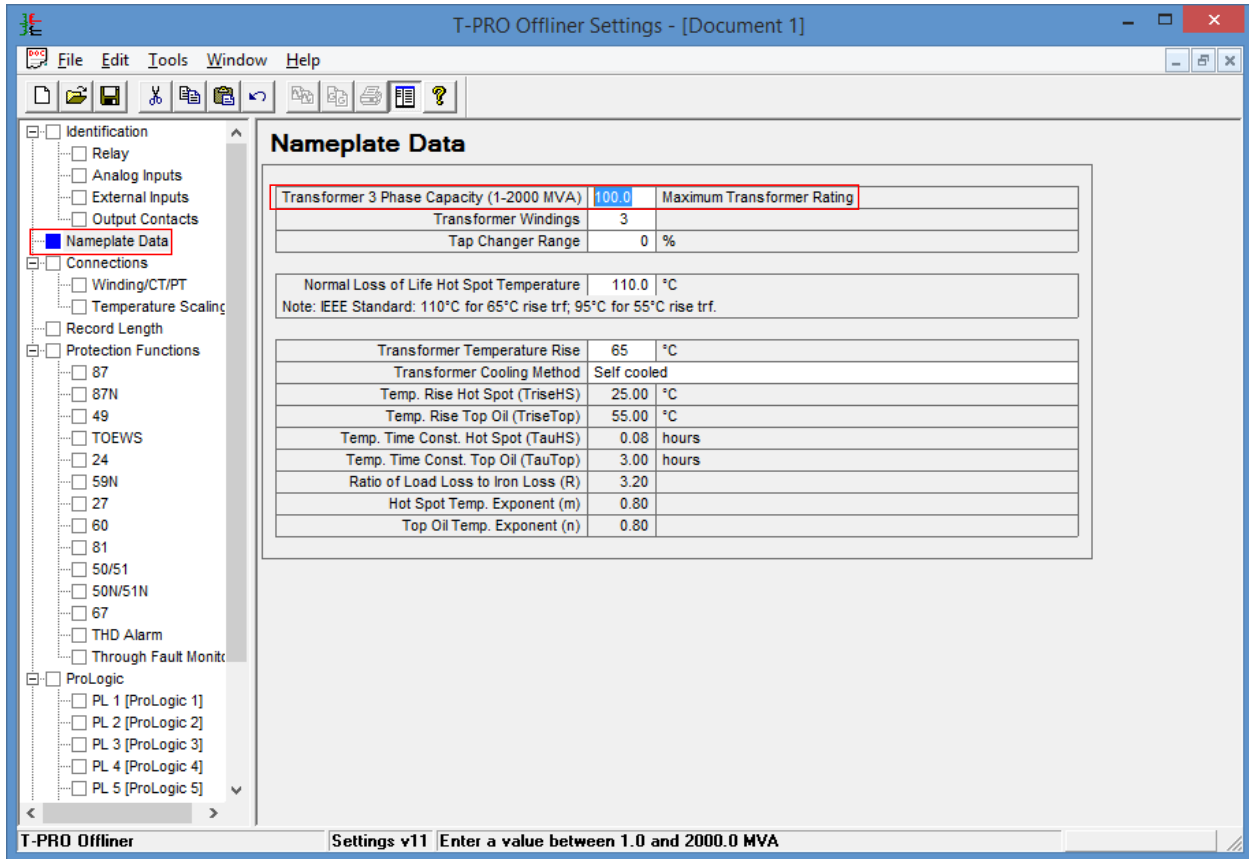 T-PRO Offliner Settings - [Document 1]
File Edit Tools Window Help
Identification
Relay
Analog Inputs
External Inputs
Output Contacts
Nameplate Data
Connections
Winding/CT/PT
Temperature Scaling
Record Length
Protection Functions
87
87N
49
TOEWS
24
59N
27
60
81
50/51
50N/51N
67
THD Alarm
Through Fault Monito
ProLogic
PL 1 [ProLogic 1]
PL 2 [ProLogic 2]
PL 3 [ProLogic 3]
PL 4 [ProLogic 4]
PL 5 [ProLogic 5]
Nameplate Data
Transformer 3 Phase Capacity (1-2000 MVA) 100.0 Maximum Transformer Rating
Transformer Windings 3
Tap Changer Range 0 %
Normal Loss of Life Hot Spot Temperature 110.0 °C
Note: IEEE Standard: 110°C for 65°C rise trf; 95°C for 55°C rise trf.
Transformer Temperature Rise 65 °C
Transformer Cooling Method Self cooled
Temp. Rise Hot Spot (TriseHS) 25.00 °C
Temp. Rise Top Oil (TriseTop) 55.00 °C
Temp. Time Const. Hot Spot (TauHS) 0.08 hours
Temp. Time Const. Top Oil (TauTop) 3.00 hours
Ratio of Load Loss to Iron Loss (R) 3.20
Hot Spot Temp. Exponent (m) 0.80
Top Oil Temp. Exponent (n) 0.80
T-PRO Offliner Settings v11 Enter a value between 1.0 and 2000.0 MVA